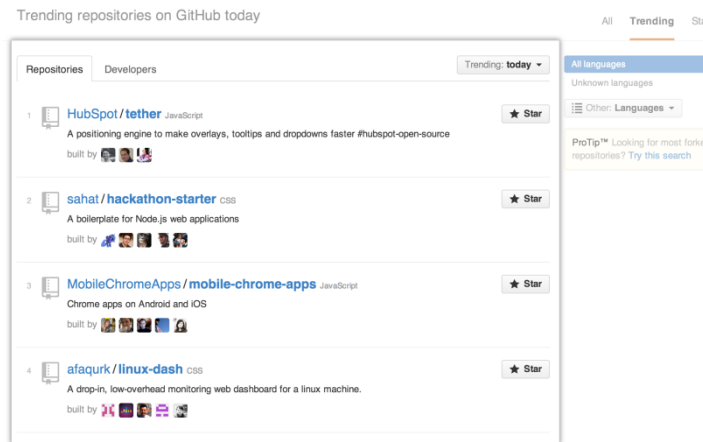 Trending repositories on GitHub today
All Trending
Repositories Developers Trending: today
All languages
Unknown languages
Other: Languages
ProTip™ Looking for most
repositories? Try this search
1 HubSpot/tether JavaScript Star
A positioning engine to make overlays, tooltips and dropdowns faster #hubspot-open-source
built by
2 sahat/hackathon-starter CSS Star
A boilerplate for Node.js web applications
built by
3 MobileChromeApps/mobile-chrome-apps JavaScript Star
Chrome apps on Android and iOS
built by
4 afaqurk/linux-dash CSS Star
A drop-in, low-overhead monitoring web dashboard for a linux machine.
built by